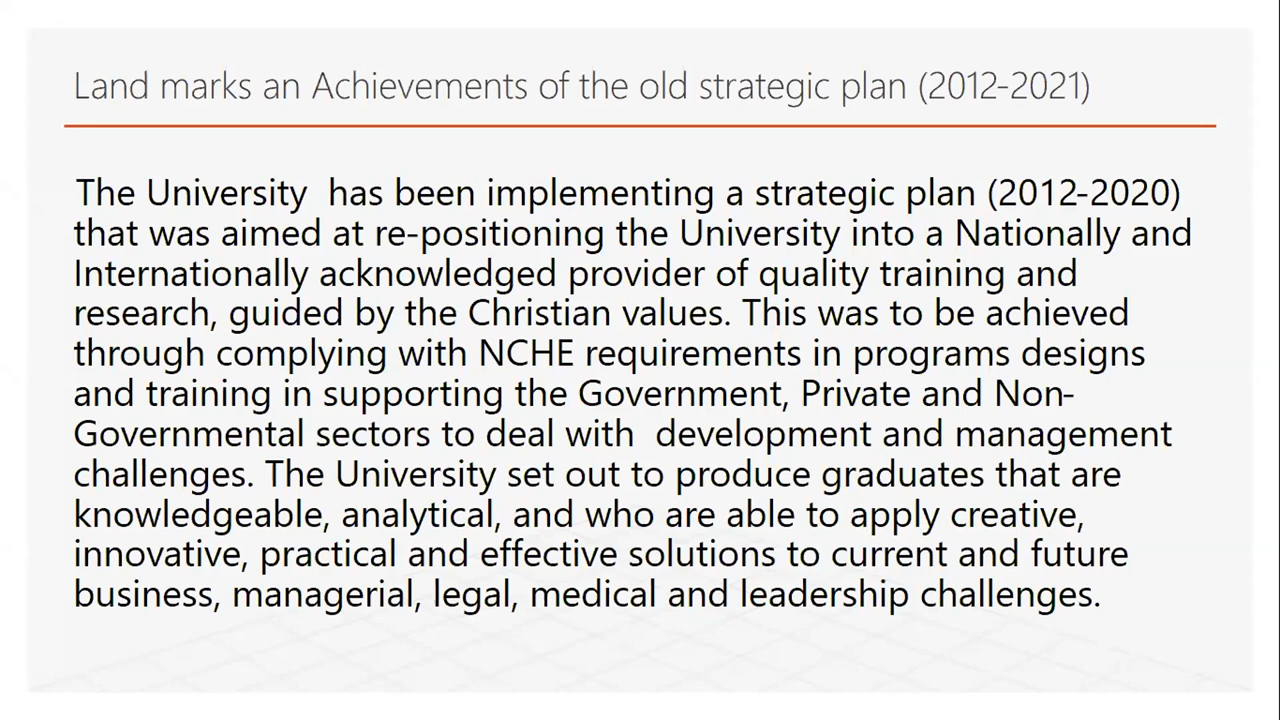 Land marks an Achievements of the old strategic plan (2012-2021)
The University  has been implementing a strategic plan (2012-2020)
that was aimed at re-positioning the University into a Nationally and
Internationally acknowledged provider of quality training and
research, guided by the Christian values. This was to be achieved
through complying with NCHE requirements in programs designs
and training in supporting the Government, Private and Non-
Governmental sectors to deal with  development and management
challenges. The University set out to produce graduates that are
knowledgeable, analytical, and who are able to apply creative,
innovative, practical and effective solutions to current and future
business, managerial, legal, medical and leadership challenges.